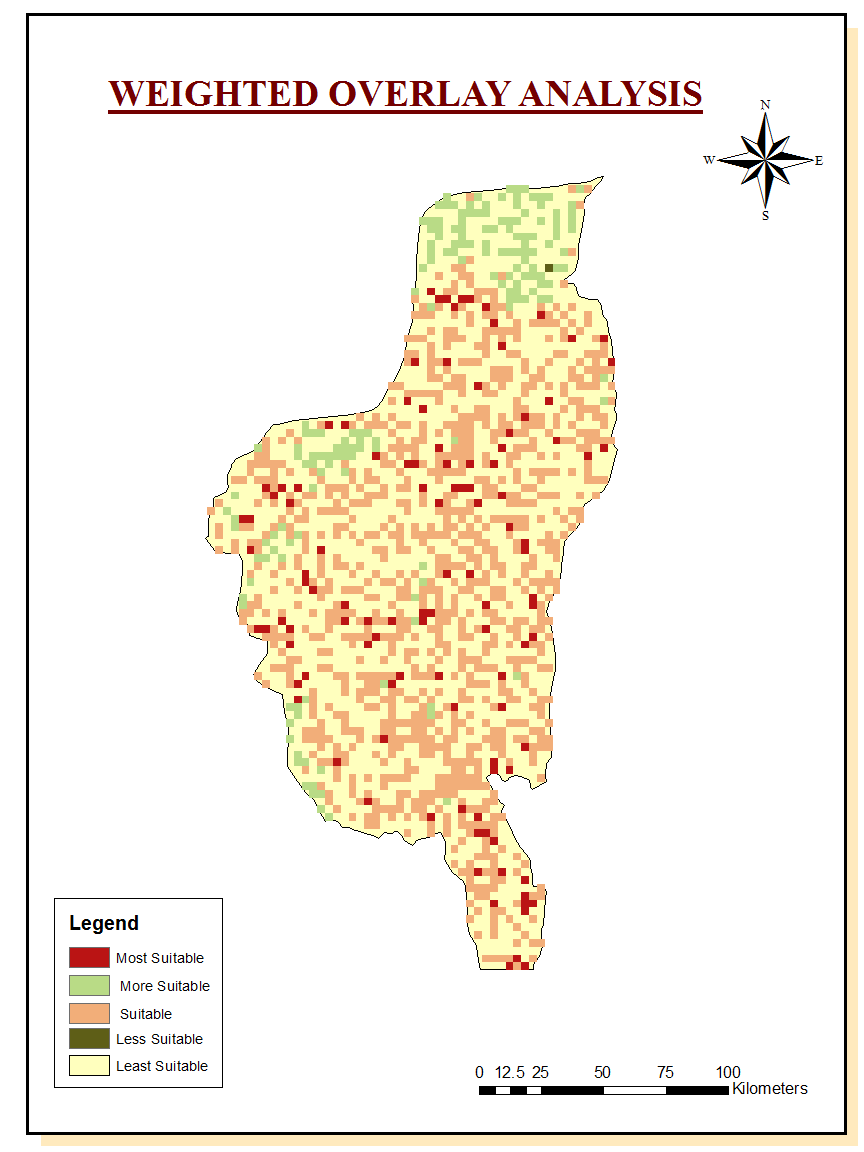 WEIGHTED OVERLAY ANALYSIS
N
W E
S
Legend
Most Suitable
More Suitable
Suitable
Less Suitable
Least Suitable
0 12.5 25 50 75 100
Kilometers